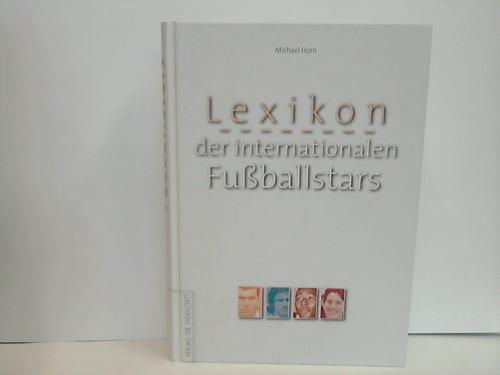 Michael Horn
Lexikon
der internationalen
Fußballstars
VERLAG DIE WERKSTATT